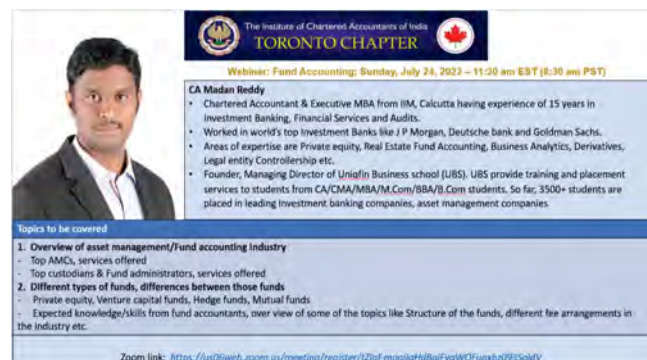 The Institute of Chartered Accountants of India
TORONTO CHAPTER
Webinar: Fund Accounting: Sunday, July 24, 2022 – 11:30 am EST (8:30 am PST)
CA Madan Reddy
• Chartered Accountant & Executive MBA from IIM, Calcutta having experience of 15 years in
Investment Banking, Financial Services and Audits.
• Worked in world's top Investment Banks like J P Morgan, Deutsche bank and Goldman Sachs.
• Areas of expertise are Private equity, Real Estate Fund Accounting, Business Analytics, Derivatives,
Legal entity Controllership etc.
• Founder, Managing Director of Uniqfin Business school (UBS). UBS provide training and placement
services to students from CA/CMA/MBA/M.Com/BBA/B.Com students. So far, 3500+ students are
placed in leading Investment banking companies, asset management companies
Topics to be covered
1. Overview of asset management/Fund accounting Industry
- Top AMCs, services offered
- Top custodians & Fund administrators, services offered
2. Different types of funds, differences between those funds
- Private equity, Venture capital funds, Hedge funds, Mutual funds
- Expected knowledge/skills from fund accountants, over view of some of the topics like Structure of the funds, different fee arrangements in
the industry etc.
Zoom link: